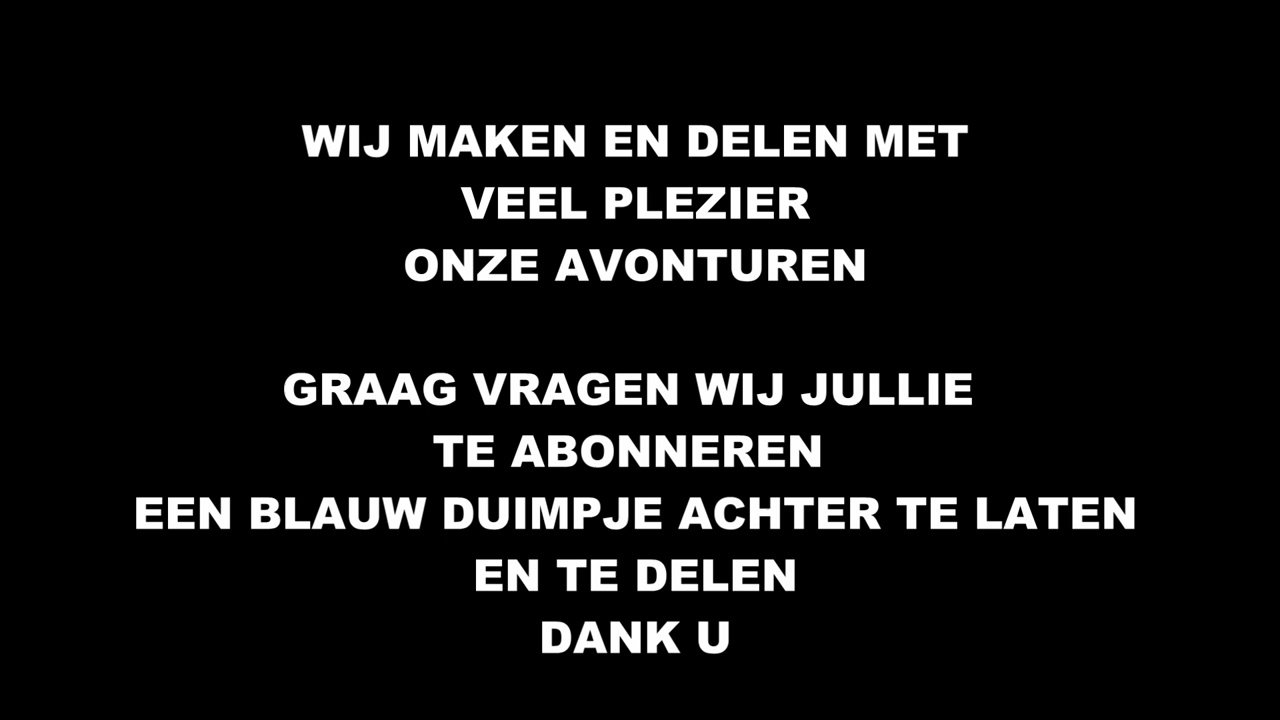 WIJ MAKEN EN DELEN MET
VEEL PLEZIER
ONZE AVONTUREN
GRAAG VRAGEN WIJ JULLIE
TE ABONNEREN
EEN BLAUW DUIMPJE ACHTER TE LATEN
EN TE DELEN
DANK U